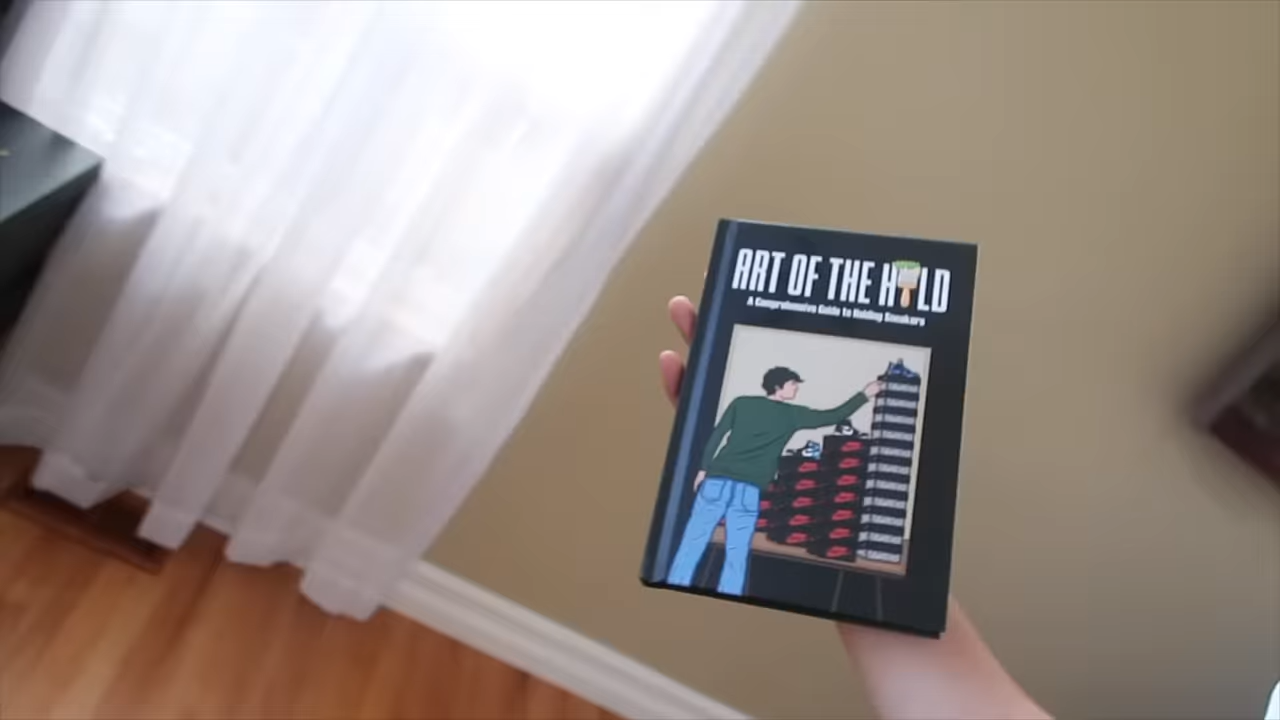 ART OF THE HOLD
A Comprehensive Guide to Holding Sneakers